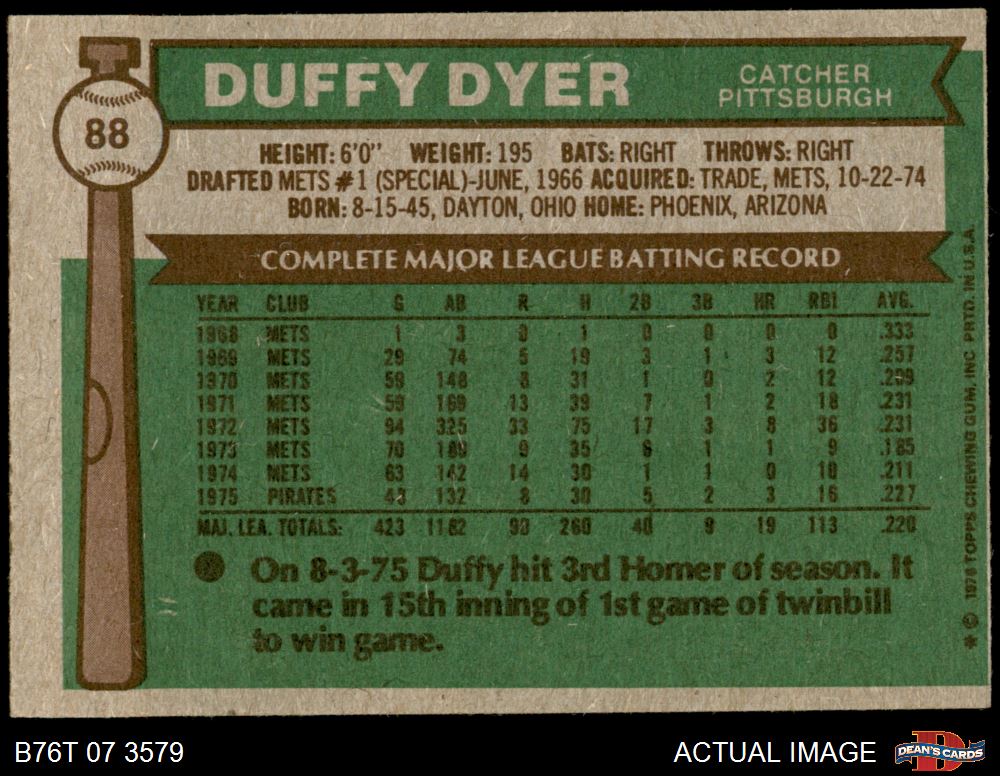 88
DUFFY DYER
CATCHER
PITTSBURGH
HEIGHT: 6'0" WEIGHT: 195 BATS: RIGHT THROWS: RIGHT
DRAFTED METS #1 (SPECIAL)-JUNE, 1966 ACQUIRED: TRADE, METS, 10-22-74
BORN: 8-15-45, DAYTON, OHIO HOME: PHOENIX, ARIZONA
COMPLETE MAJOR LEAGUE BATTING RECORD
YEAR CLUB G AB R H 2B 3B HR RBI AVG.
1968 METS 1 3 0 1 0 0 0 0 .333
1969 METS 29 74 5 19 3 1 3 12 .257
1970 METS 59 148 8 31 1 0 2 12 .209
1971 METS 59 169 13 39 7 1 2 18 .231
1972 METS 94 325 33 75 17 3 8 36 .231
1973 METS 70 189 9 35 6 1 1 9 .185
1974 METS 63 142 14 30 1 1 0 10 .211
1975 PIRATES 43 132 8 30 5 2 3 16 .227
MAJ. LEA. TOTALS: 423 1182 90 260 40 9 19 113 .220
On 8-3-75 Duffy hit 3rd Homer of season. It
came in 15th inning of 1st game of twinbill
to win game.
* © 1976 TOPPS CHEWING GUM, INC PRTD. IN U.S.A.
B76T 07 3579
ACTUAL IMAGE
DEAN'S CARDS